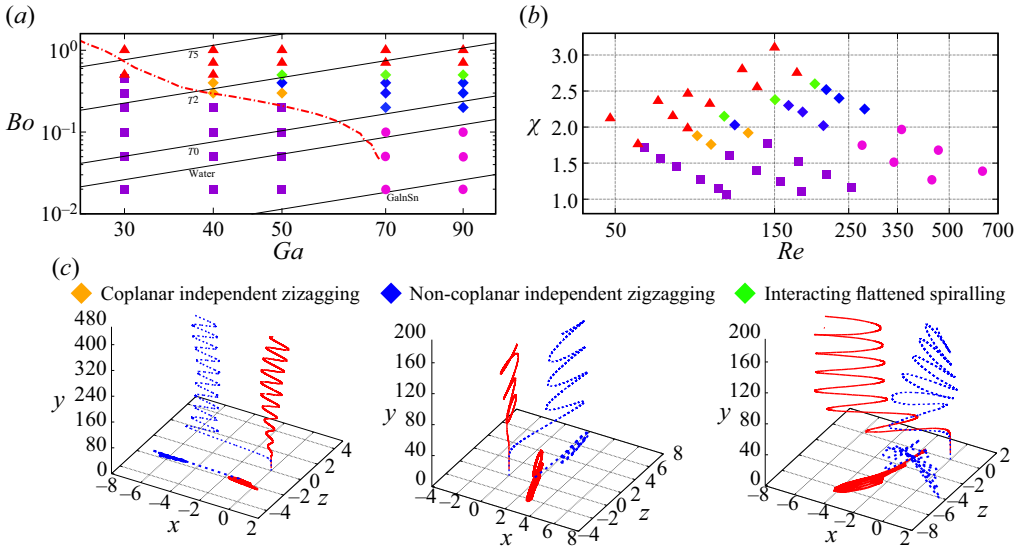 (a)
(b)
10⁰
10⁻¹
10⁻²
Bo
T5
T2
T0
Water
GaInSn
30 40 50 70 90
Ga
3.0
2.5
2.0
1.5
1.0
χ
50 150 250 350 500 700
Re
(c)
Coplanar independent zizagging
Non-coplanar independent zigzagging
Interacting flattened spiralling
480
400
320
240
160
80
0
y
−8 −6 −4 −2 0 2
x
−4 −2 0 2 4
z
200
160
120
80
40
0
y
−4 −2 0 2 4 6 8
x
−4 −2 0 2 4 6 8
z
200
160
120
80
40
0
y
−8 −6 −4 −2 0 2
x
−8 −6 −4 −2 0 2
z